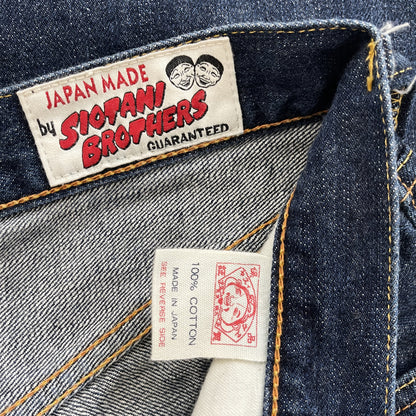 JAPAN MADE
by SIOTANI
BROTHERS
GUARANTEED
100% COTTON
MADE IN JAPAN
SEE REVERSE SIDE